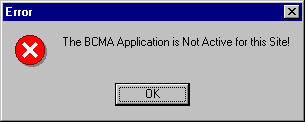 Error
The BCMA Application is Not Active for this Site!
OK